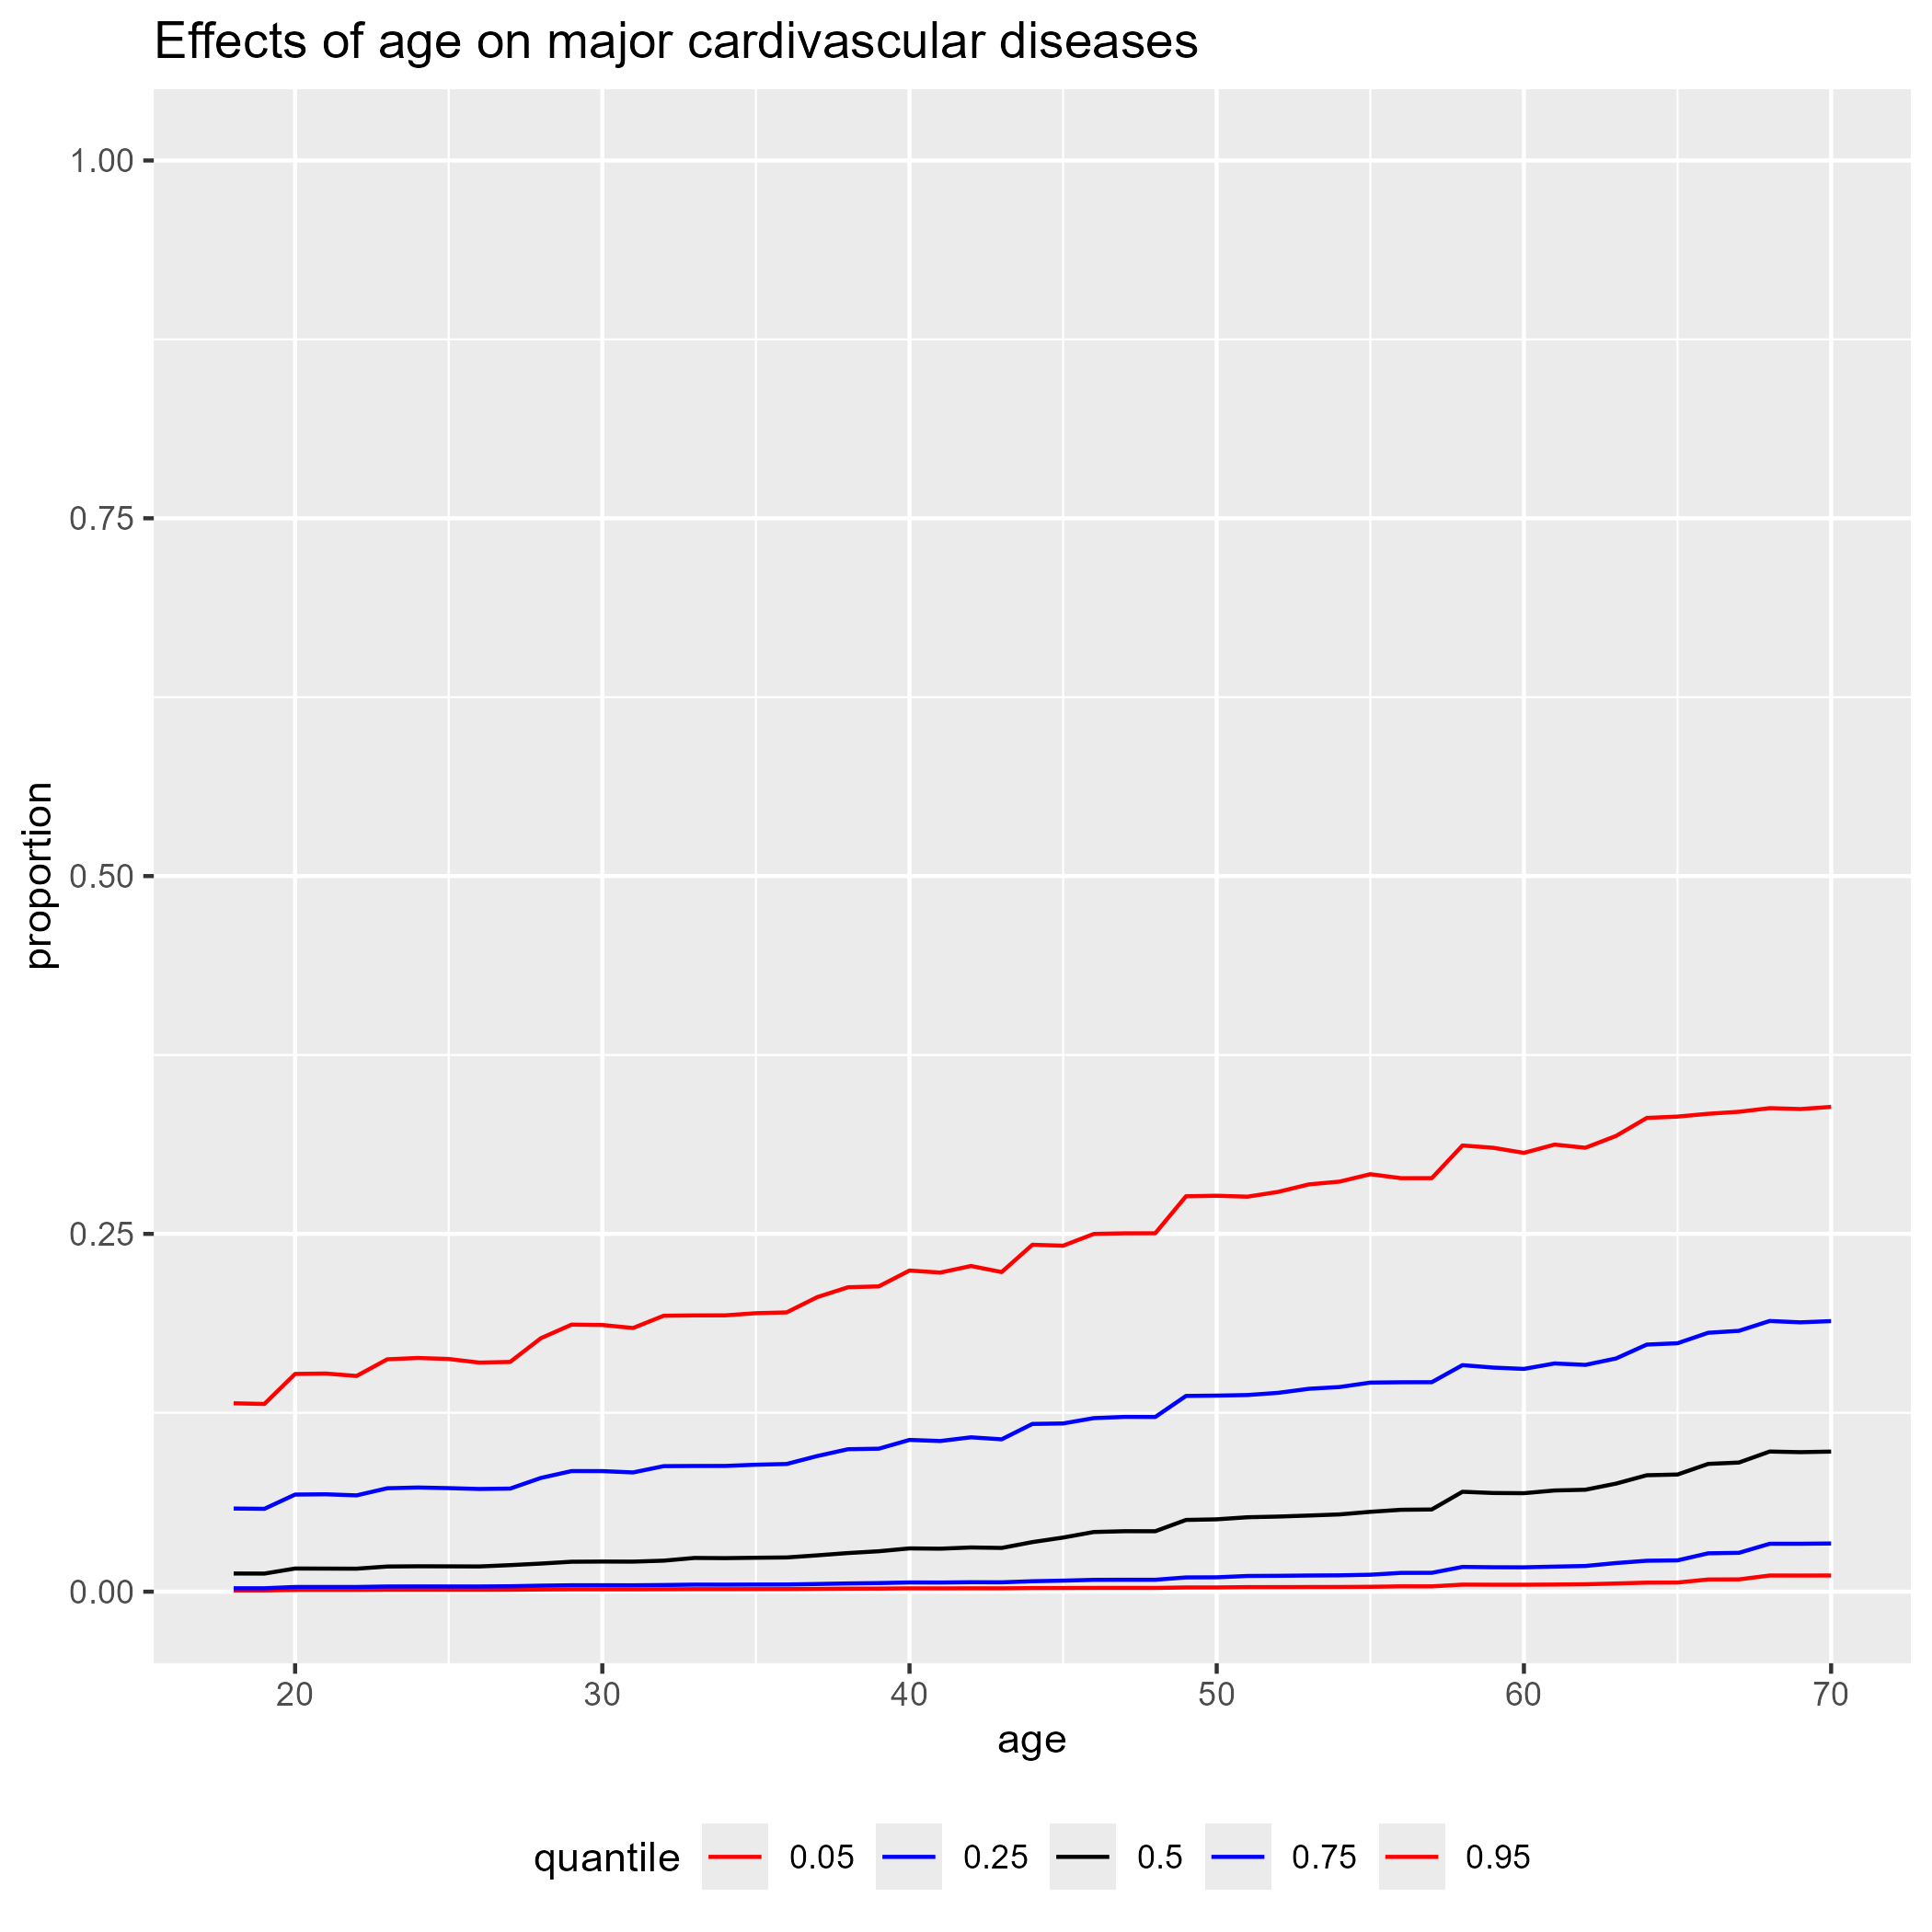 Effects of age on major cardivascular diseases
1.00
0.75
0.50
0.25
0.00
proportion
20 30 40 50 60 70
age
quantile 0.05 0.25 0.5 0.75 0.95